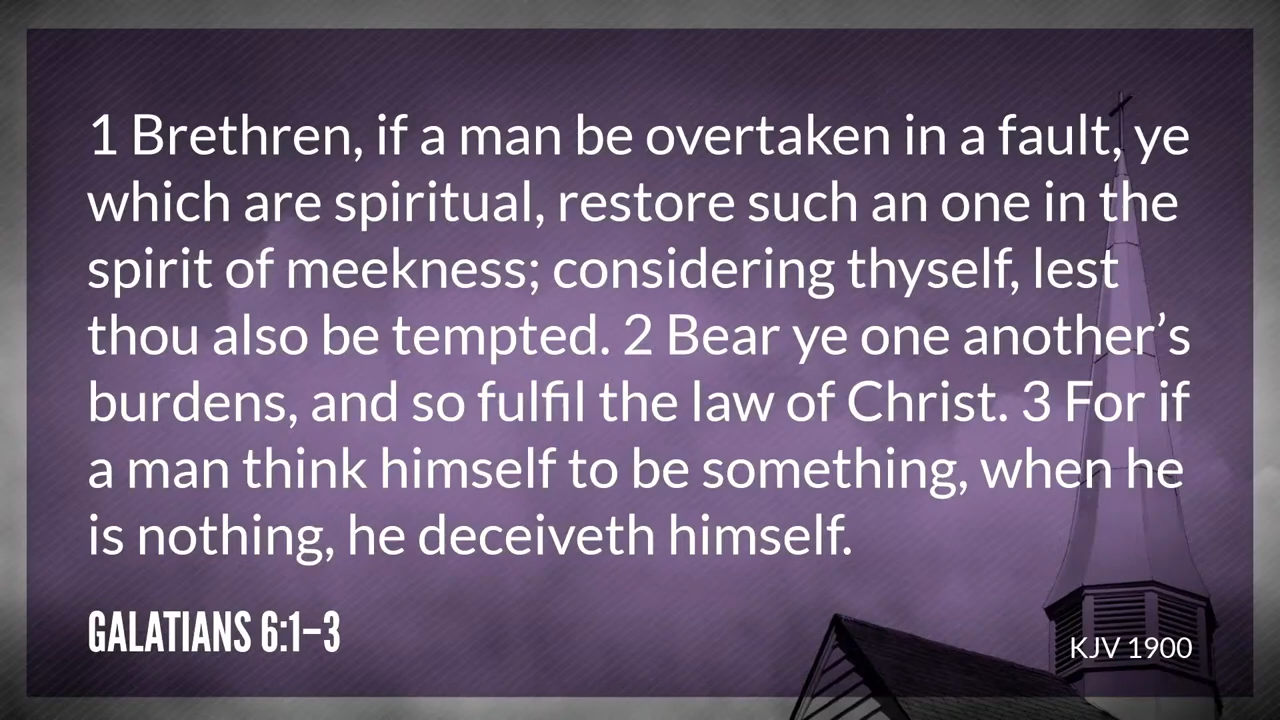 1 Brethren, if a man be overtaken in a fault, ye
which are spiritual, restore such an one in the
spirit of meekness; considering thyself, lest
thou also be tempted. 2 Bear ye one another’s
burdens, and so fulfil the law of Christ. 3 For if
a man think himself to be something, when he
is nothing, he deceiveth himself.
GALATIANS 6:1–3
KJV 1900